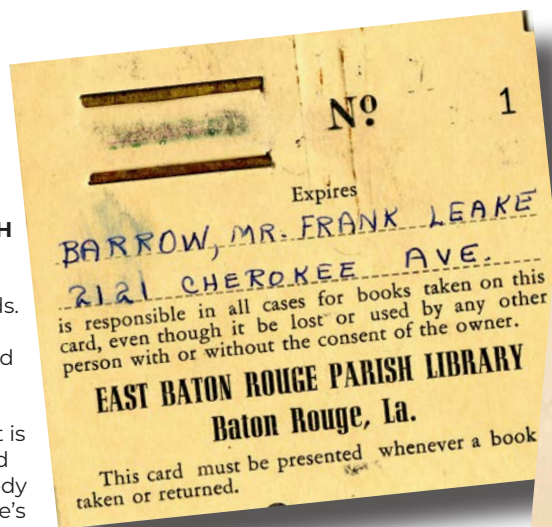 H
ds.
d
t is
d
dy
e's
No 1
Expires
BARROW, MR. FRANK LEAKE
2121 CHEROKEE AVE.
is responsible in all cases for books taken on this
card, even though it be lost or used by any other
person with or without the consent of the owner.
EAST BATON ROUGE PARISH LIBRARY
Baton Rouge, La.
This card must be presented whenever a book
taken or returned.